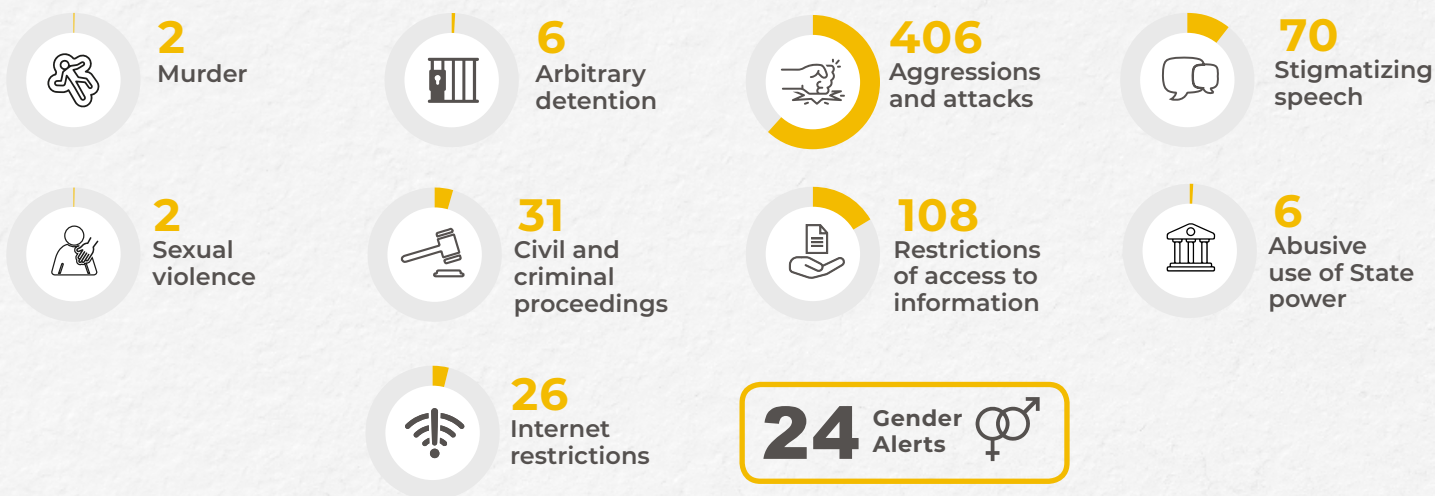 2
Murder
6
Arbitrary
detention
406
Aggressions
and attacks
70
Stigmatizing
speech
2
Sexual
violence
31
Civil and
criminal
proceedings
108
Restrictions
of access to
information
6
Abusive
use of State
power
26
Internet
restrictions
24
Gender
Alerts